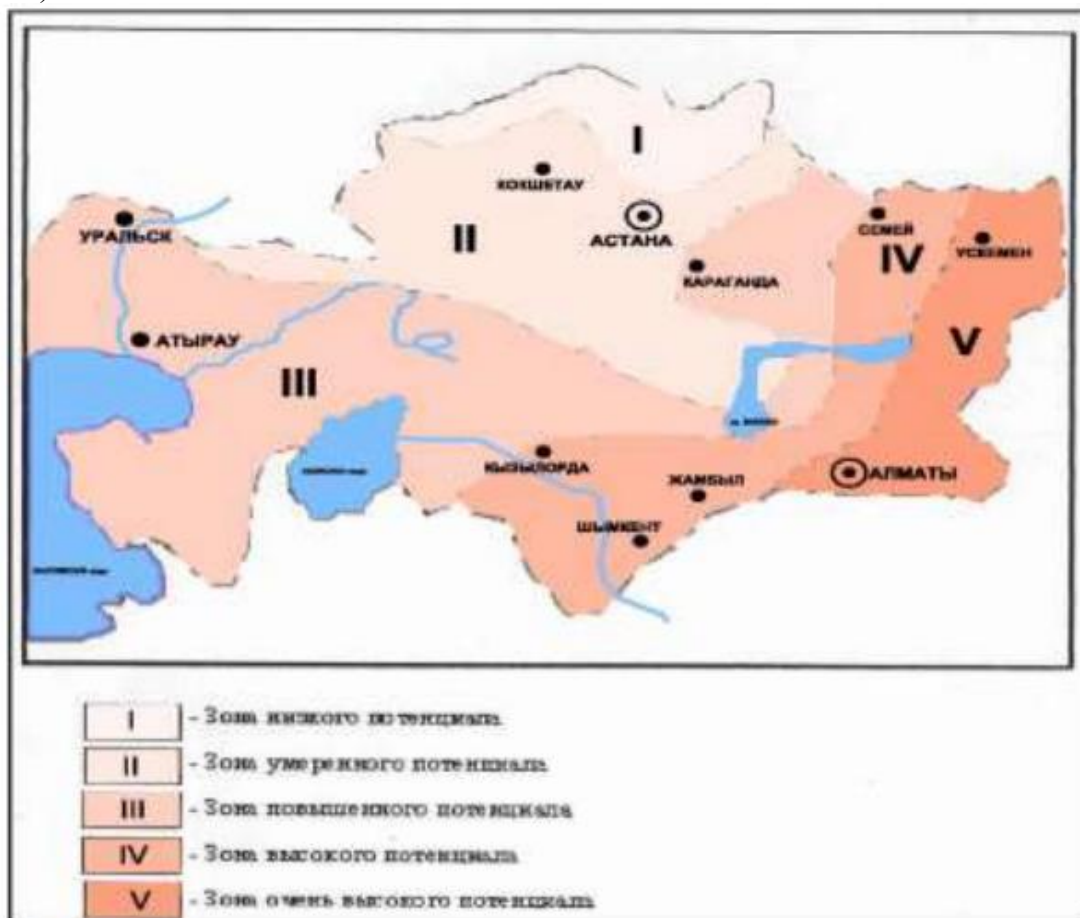 I
КОКШЕТАУ
АСТАНА
II
КАРАГАНДА
СЕМЕЙ
IV
УСКЕМЕН
V
УРАЛЬСК
АТЫРАУ
III
КЫЗЫЛОРДА
ЖАМБЫЛ
АЛМАТЫ
ШЫМКЕНТ
I - Зона низкого потенциала
II - Зона умеренного потенциала
III - Зона повышенного потенциала
IV - Зона высокого потенциала
V - Зона очень высокого потенциала